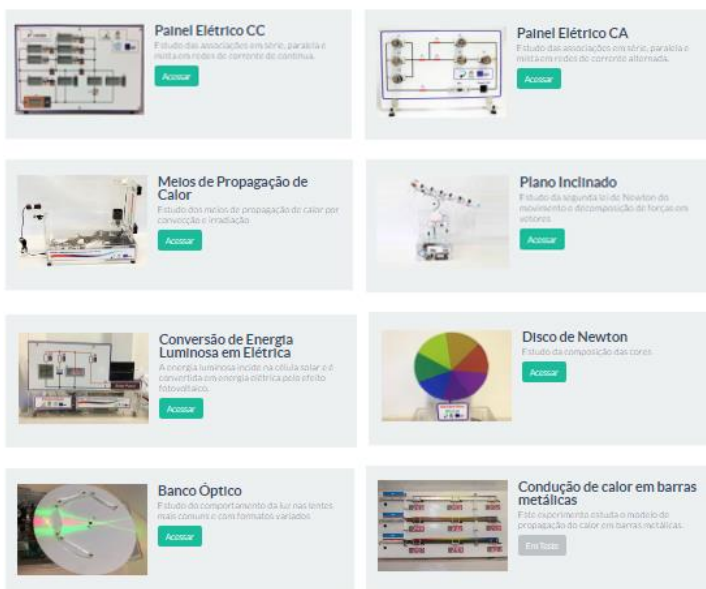 Painel Elétrico CC
Estudo das associações em série, paralela e
mista em redes de corrente de contínua.
Acessar
Painel Elétrico CA
Estudo das associações em série, paralela e
mista em redes de corrente alternada.
Acessar
Meios de Propagação de
Calor
Estudo dos meios de propagação de calor por
convecção e irradiação
Acessar
Plano Inclinado
Estudo da segunda lei de Newton do
movimento e decomposição de forças em
vetores
Acessar
Conversão de Energia
Luminosa em Elétrica
A energia luminosa incide na célula solar e é
convertida em energia elétrica pelo efeito
fotovoltaico.
Acessar
Disco de Newton
Estudo da composição das cores
Acessar
Banco Óptico
Estudo do comportamento da luz nas lentes
mais comuns e com formatos variados
Acessar
Condução de calor em barras
metálicas
Este experimento estuda o modelo de
propagação do calor em barras metálicas.
Em Teste